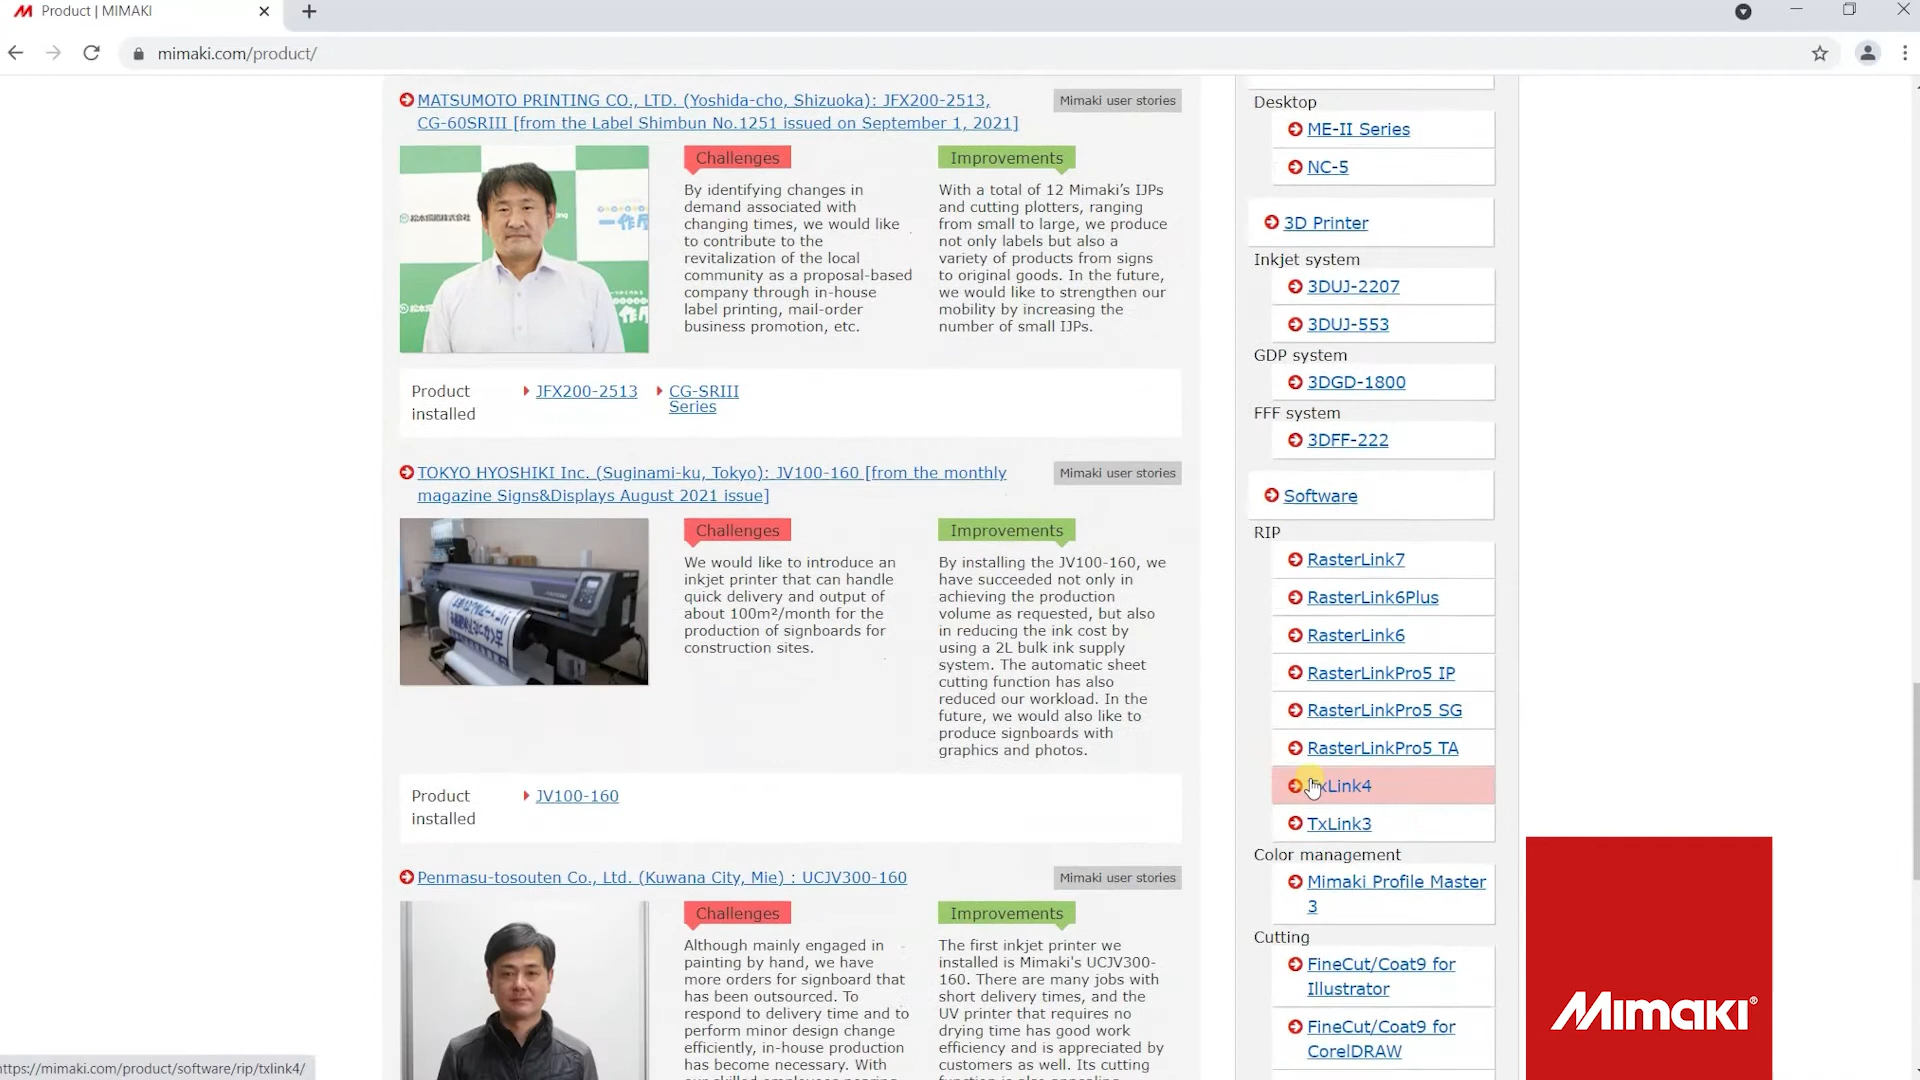 Product | MIMAKI
mimaki.com/product/
MATSUMOTO PRINTING CO., LTD. (Yoshida-cho, Shizuoka): JFX200-2513,
CG-60SRIII [from the Label Shimbun No.1251 issued on September 1, 2021]
Mimaki user stories
松本印刷株式会社
Challenges
By identifying changes in
demand associated with
changing times, we would like
to contribute to the
revitalization of the local
community as a proposal-based
company through in-house
label printing, mail-order
business promotion, etc.
Improvements
With a total of 12 Mimaki’s IJPs
and cutting plotters, ranging
from small to large, we produce
not only labels but also a
variety of products from signs
to original goods. In the future,
we would like to strengthen our
mobility by increasing the
number of small IJPs.
Product
installed
JFX200-2513
CG-SRIII
Series
TOKYO HYOSHIKI Inc. (Suginami-ku, Tokyo): JV100-160 [from the monthly
magazine Signs&Displays August 2021 issue]
Mimaki user stories
Challenges
We would like to introduce an
inkjet printer that can handle
quick delivery and output of
about 100m²/month for the
production of signboards for
construction sites.
Improvements
By installing the JV100-160, we
have succeeded not only in
achieving the production
volume as requested, but also
in reducing the ink cost by
using a 2L bulk ink supply
system. The automatic sheet
cutting function has also
reduced our workload. In the
future, we would also like to
produce signboards with
graphics and photos.
Product
installed
JV100-160
Penmasu-tosouten Co., Ltd. (Kuwana City, Mie) : UCJV300-160
Mimaki user stories
Challenges
Although mainly engaged in
painting by hand, we have
more orders for signboard that
has been outsourced. To
respond to delivery time and to
perform minor design change
efficiently, in-house production
has become necessary. With
Improvements
The first inkjet printer we
installed is Mimaki's UCJV300-
160. There are many jobs with
short delivery times, and the
UV printer that requires no
drying time has good work
efficiency and is appreciated by
customers as well. Its cutting
Desktop
ME-II Series
NC-5
3D Printer
Inkjet system
3DUJ-2207
3DUJ-553
GDP system
3DGD-1800
FFF system
3DFF-222
Software
RIP
RasterLink7
RasterLink6Plus
RasterLink6
RasterLinkPro5 IP
RasterLinkPro5 SG
RasterLinkPro5 TA
TxLink4
TxLink3
Color management
Mimaki Profile Master
3
Cutting
FineCut/Coat9 for
Illustrator
FineCut/Coat9 for
CorelDRAW
Mimaki®
https://mimaki.com/product/software/rip/txlink4/